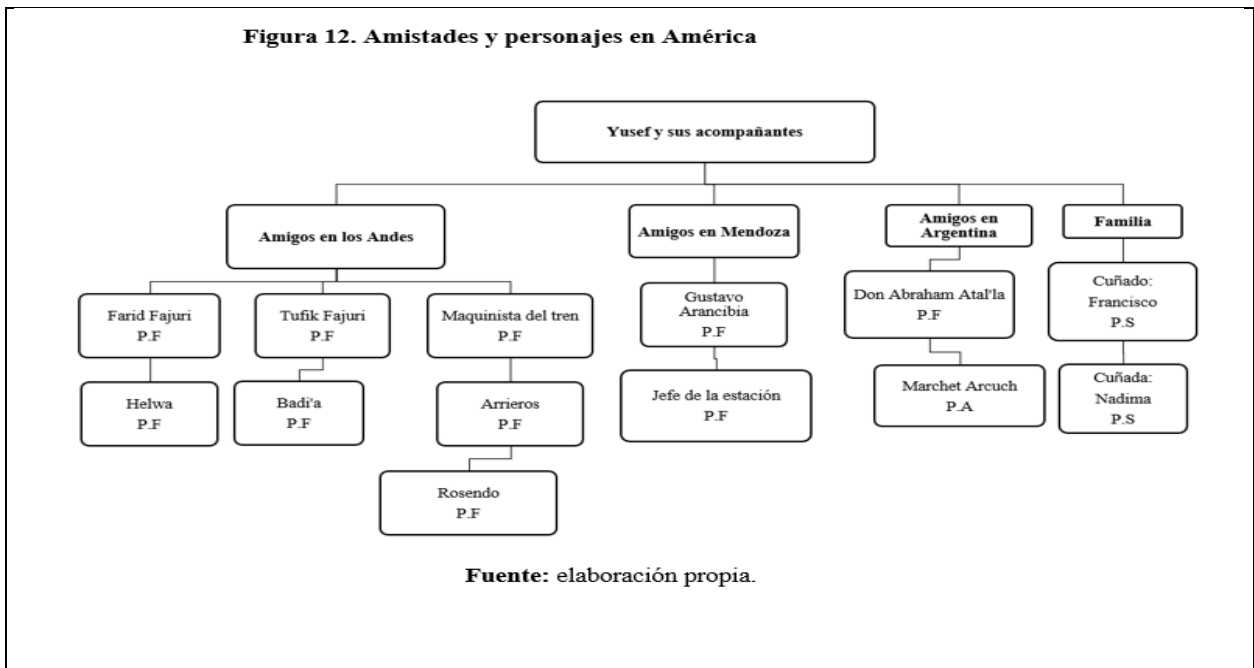 Figura 12. Amistades y personajes en América
Yusef y sus acompañantes
Amigos en los Andes
Amigos en Mendoza
Amigos en
Argentina
Familia
Farid Fajuri
P.F
Tufik Fajuri
P.F
Maquinista del tren
P.F
Gustavo
Arancibia
P.F
Don Abraham Atal'la
P.F
Cuñado:
Francisco
P.S
Helwa
P.F
Badi'a
P.F
Arrieros
P.F
Jefe de la estación
P.F
Marchet Arcuch
P.A
Cuñada:
Nadima
P.S
Rosendo
P.F
Fuente: elaboración propia.